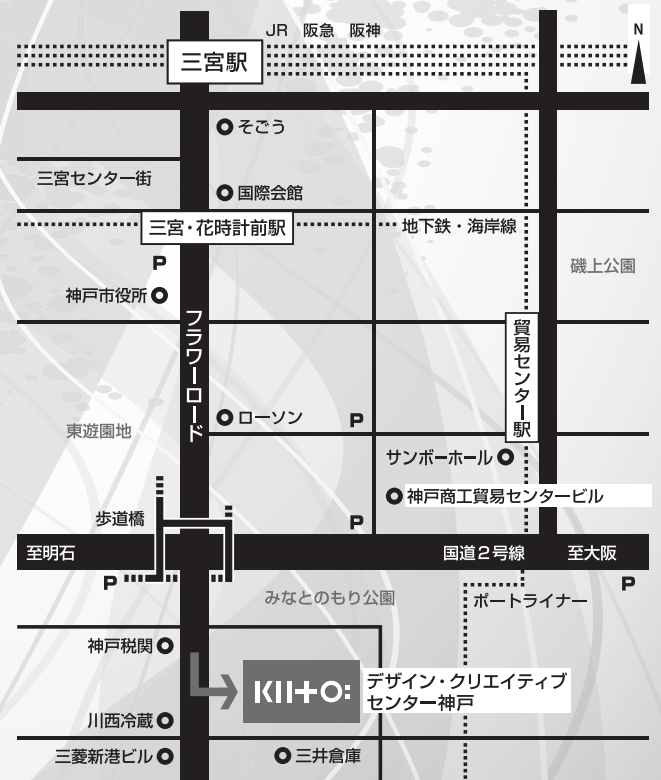 JR 阪急 阪神
N
三宮駅
そごう
三宮センター街
国際会館
三宮・花時計前駅
地下鉄・海岸線
P
磯上公園
神戸市役所
フラワーロード
貿易センター駅
ローソン
P
東遊園地
サンボーホール
神戸商工貿易センタービル
歩道橋
P
至明石
国道2号線
至大阪
P
P
みなとのもり公園
ポートライナー
神戸税関
KIITO:
デザイン・クリエイティブ
センター神戸
川西冷蔵
三菱新港ビル
三井倉庫